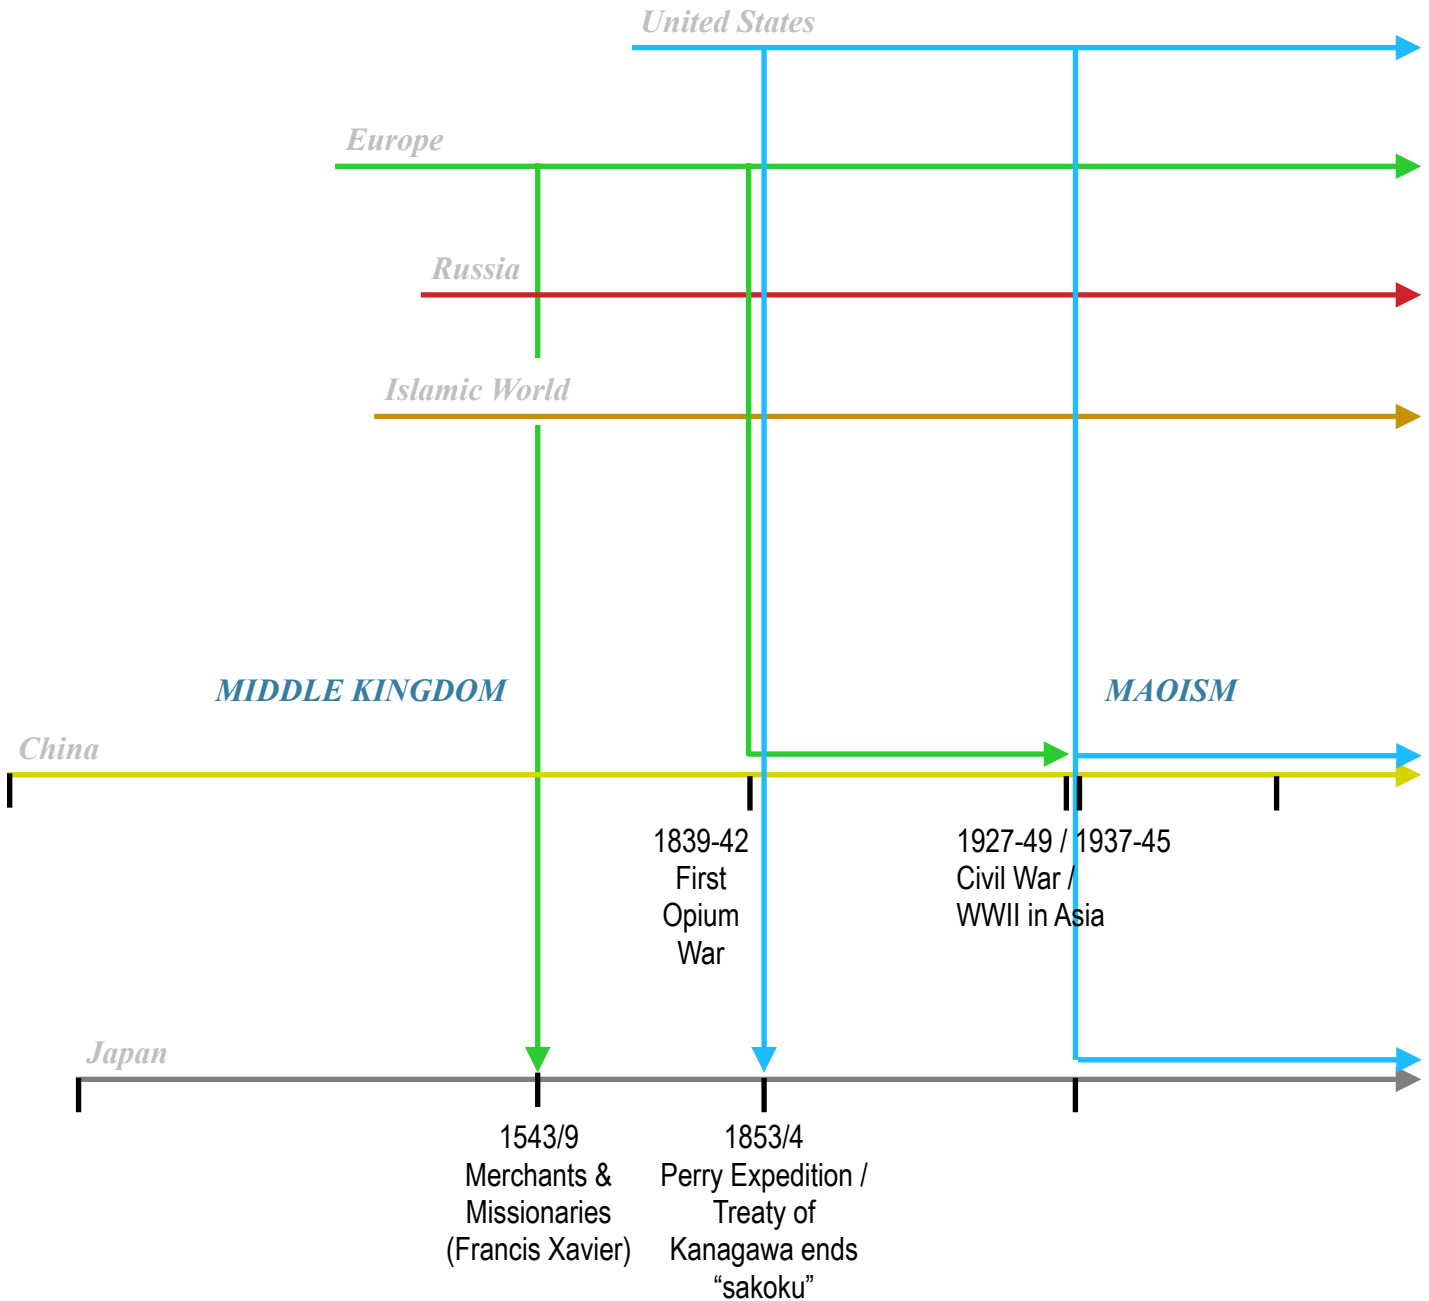 United States
Europe
Russia
Islamic World
MIDDLE KINGDOM
MAOISM
China
1839-42
First
Opium
War
1927-49 / 1937-45
Civil War /
WWII in Asia
Japan
1543/9
Merchants &
Missionaries
(Francis Xavier)
1853/4
Perry Expedition /
Treaty of
Kanagawa ends
“sakoku”